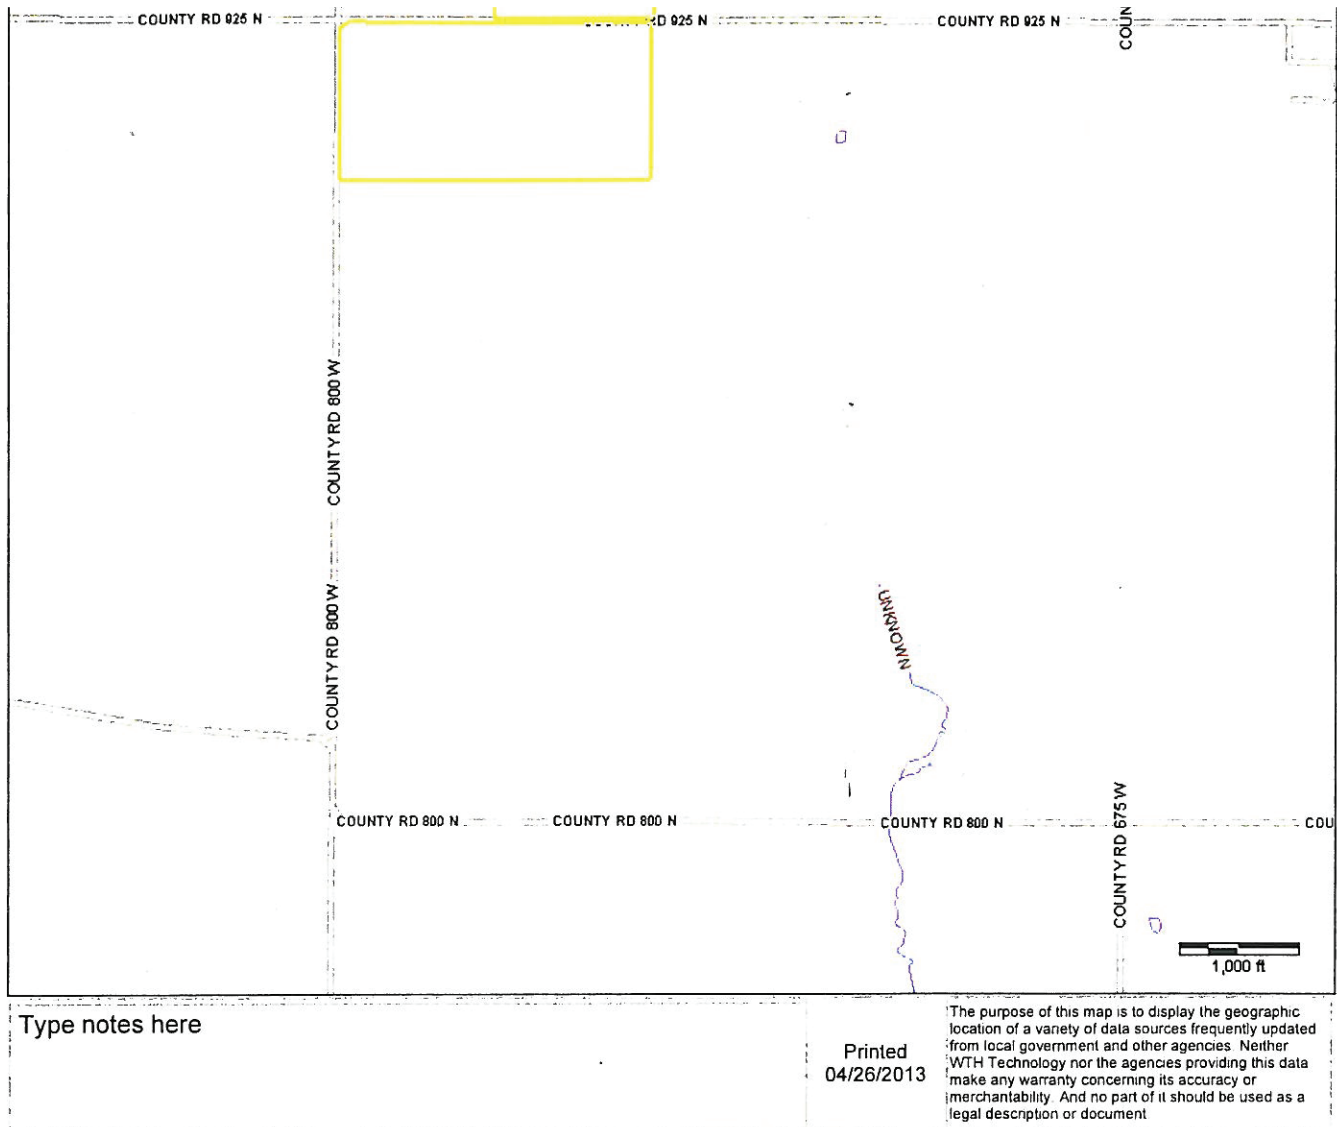 COUNTY RD 925 N
RD 925 N
COUNTY RD 925 N
COUN
COUNTY RD 800 W
COUNTY RD 800 W
UNKNOWN
COUNTY RD 800 N
COUNTY RD 800 N
COUNTY RD 800 N
COU
COUNTY RD 675 W
1,000 ft
Type notes here
Printed
04/26/2013
The purpose of this map is to display the geographic
location of a variety of data sources frequently updated
from local government and other agencies. Neither
WTH Technology nor the agencies providing this data
make any warranty concerning its accuracy or
merchantability. And no part of it should be used as a
legal description or document